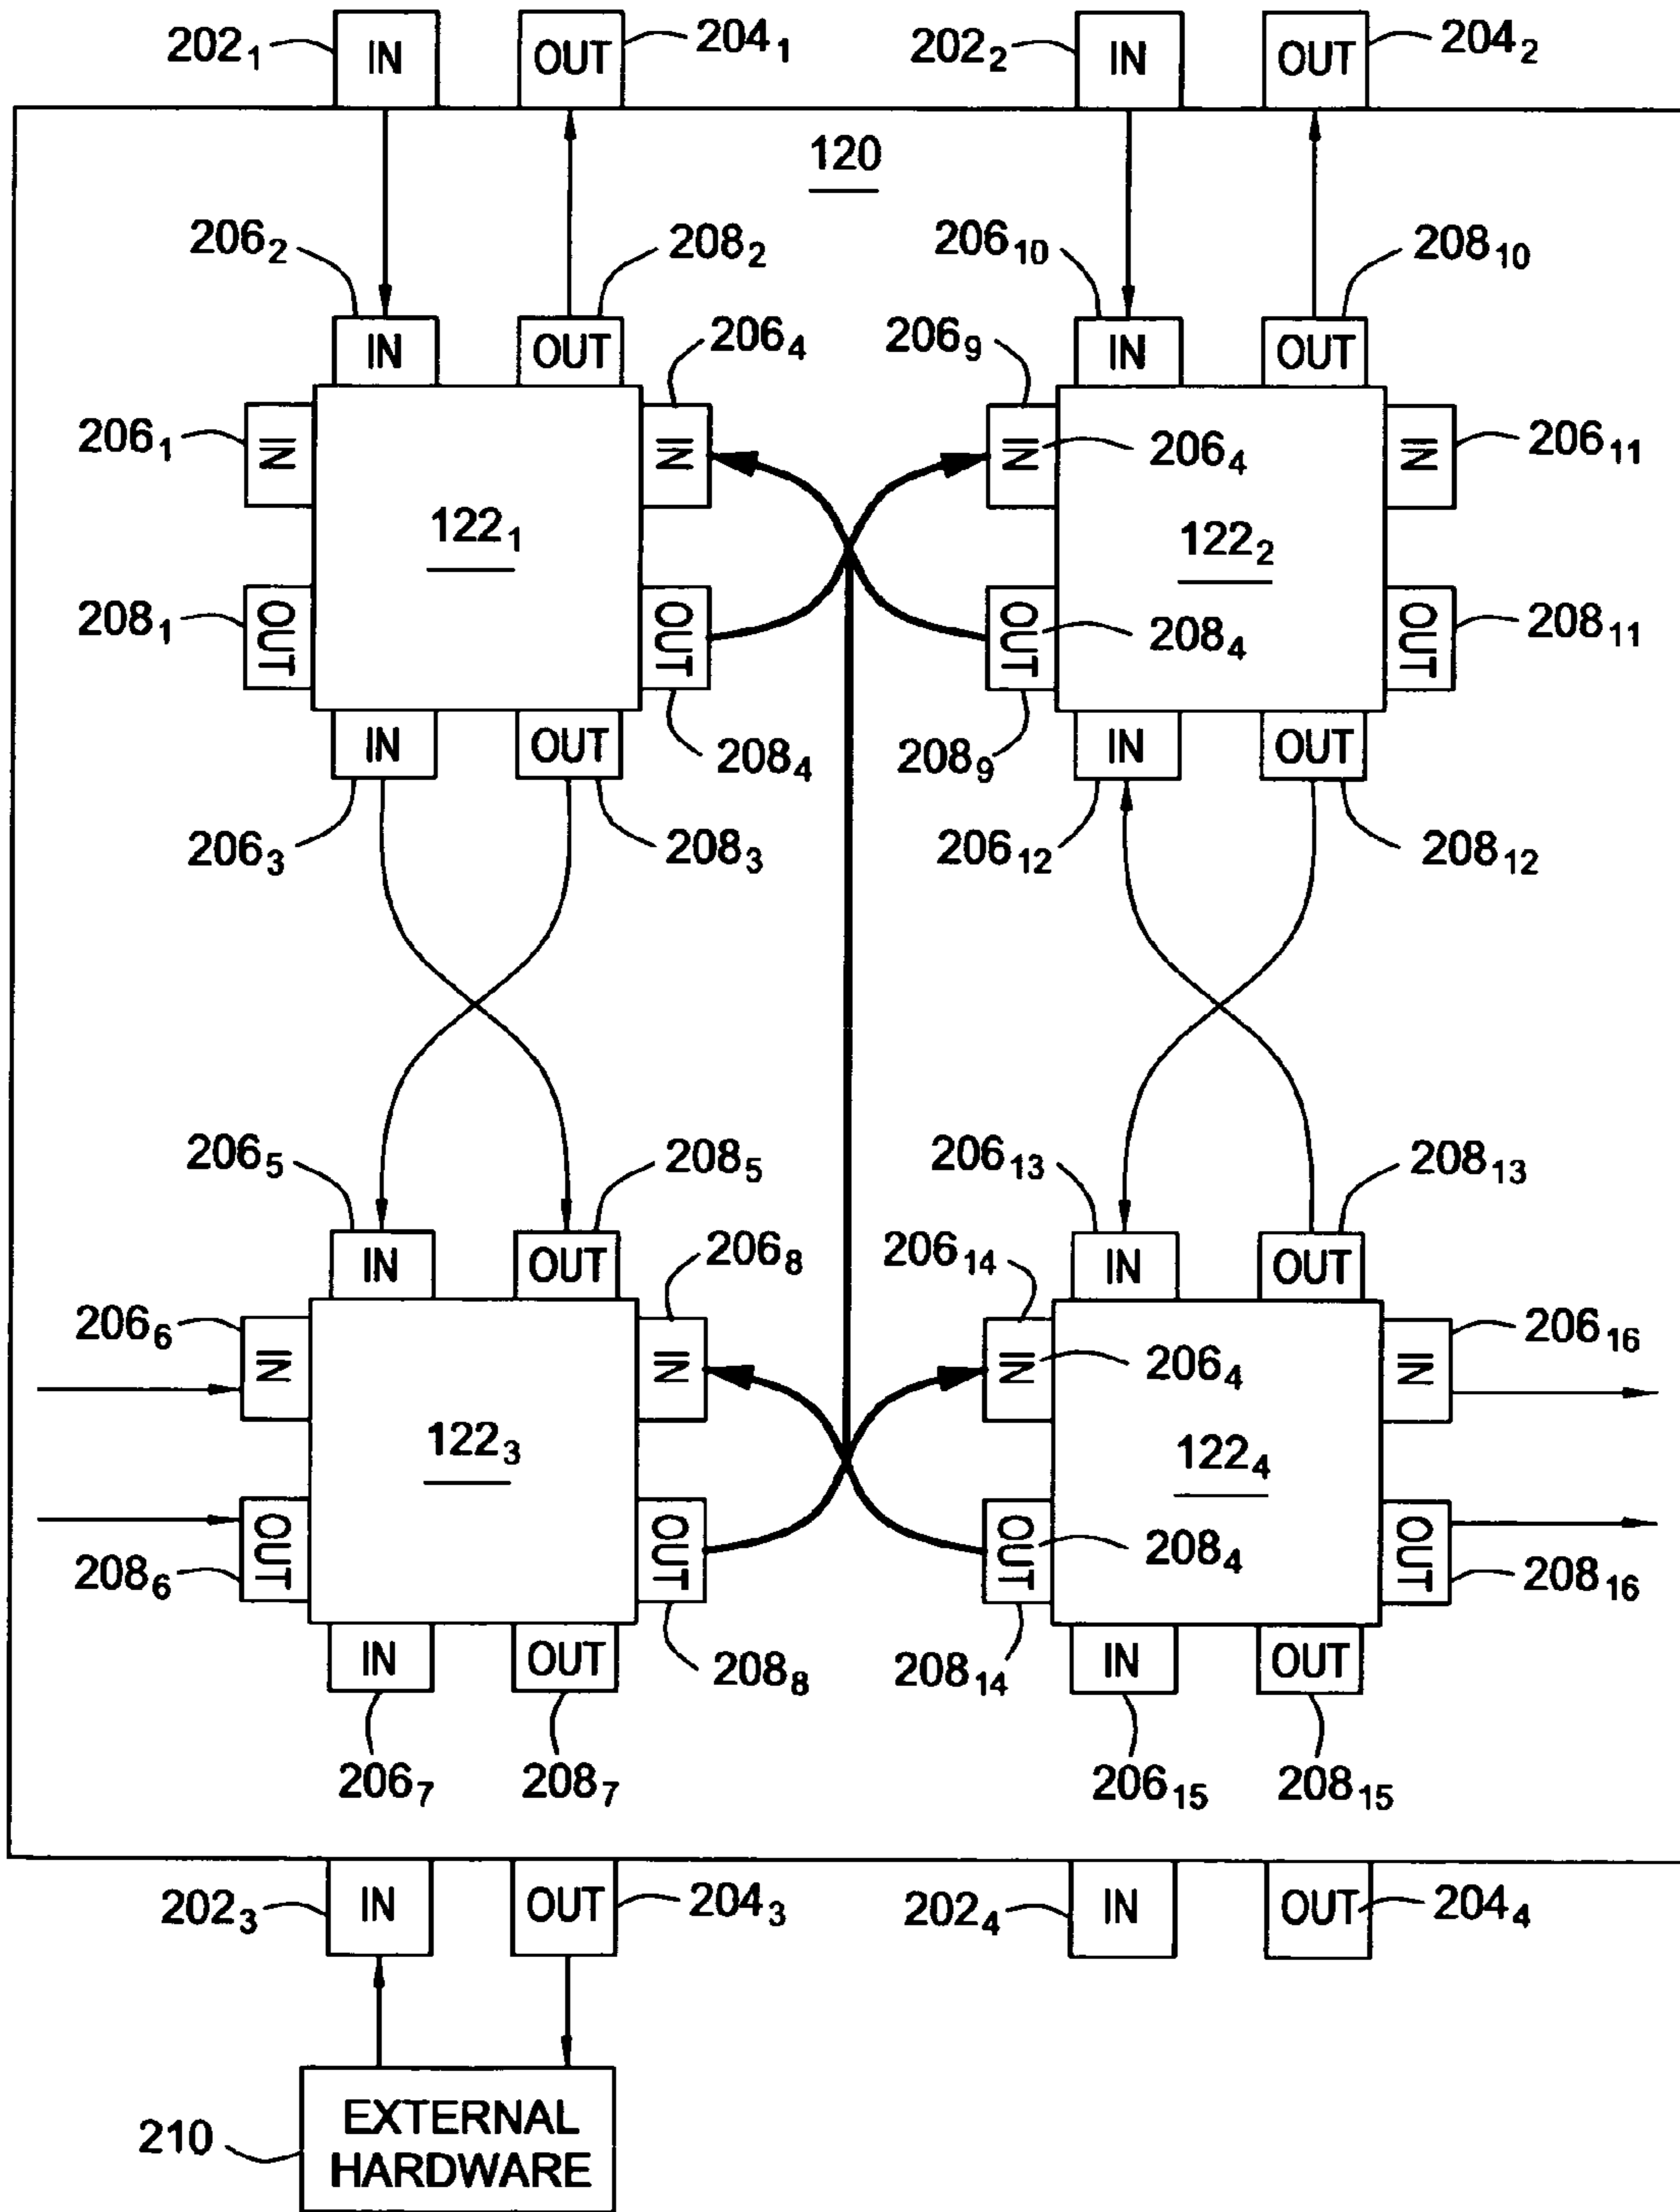 202₁ IN OUT 204₁ 202₂ IN OUT 204₂
120
206₂ 208₂ 206₁₀ 208₁₀
IN OUT 206₄ 206₉ IN OUT
206₁ IN IN IN 206₄ IN 206₁₁
122₁ 122₂
208₁ OUT OUT OUT 208₄ OUT 208₁₁
IN OUT 208₄ 208₉ IN OUT
206₃ 208₃ 206₁₂ 208₁₂
206₅ 208₅ 206₁₃ 208₁₃
IN OUT 206₈ 206₁₄ IN OUT
206₆ IN IN IN 206₄ IN 206₁₆
122₃ 122₄
208₆ OUT OUT OUT 208₄ OUT 208₁₆
IN OUT 208₈ 208₁₄ IN OUT
206₇ 208₇ 206₁₅ 208₁₅
202₃ IN OUT 204₃ 202₄ IN OUT 204₄
210 EXTERNAL
HARDWARE